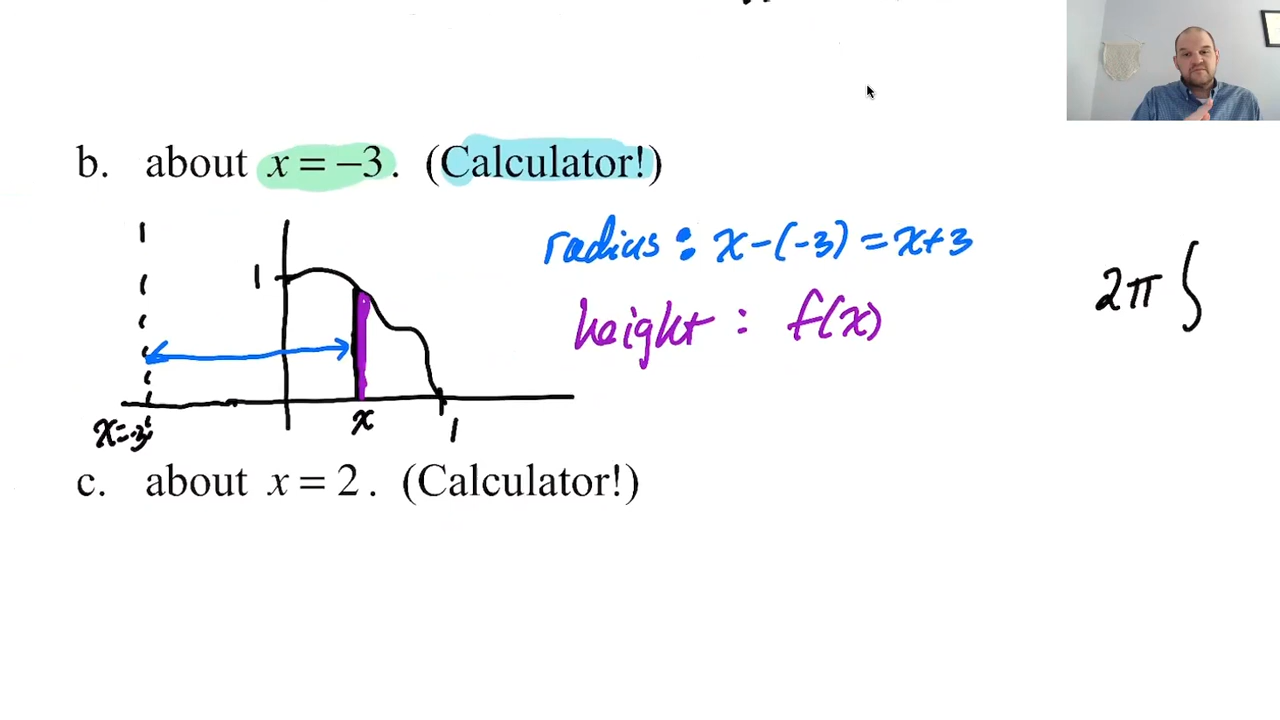 b. about x = −3. (Calculator!)
radius: x-(-3) = x+3
2π ∫
1
height: f(x)
x=-3
x
1
c. about x = 2. (Calculator!)